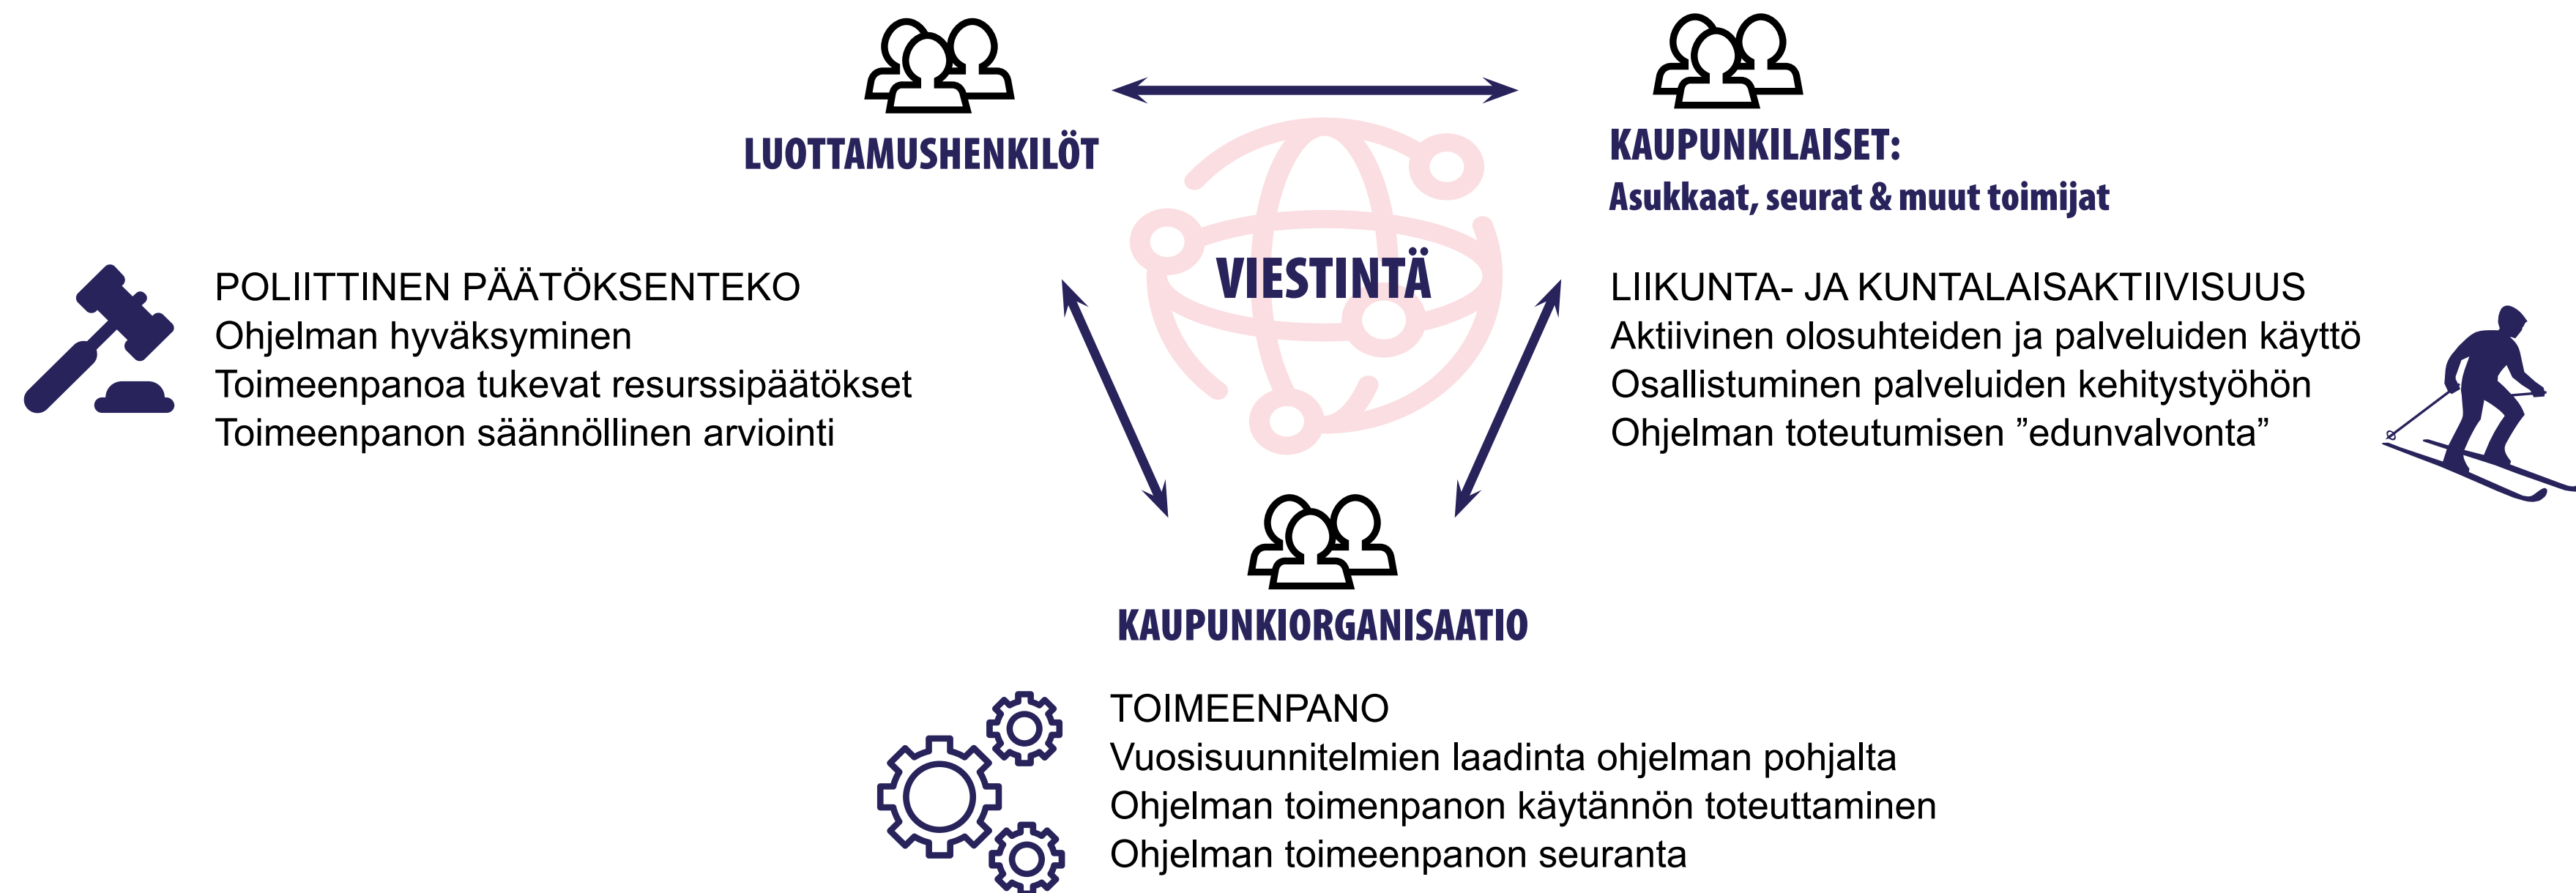 LUOTTAMUSHENKILÖT
KAUPUNKILAISET:
Asukkaat, seurat & muut toimijat
VIESTINTÄ
POLIITTINEN PÄÄTÖKSENTEKO
Ohjelman hyväksyminen
Toimeenpanoa tukevat resurssipäätökset
Toimeenpanon säännöllinen arviointi
LIIKUNTA- JA KUNTALAISAKTIIVISUUS
Aktiivinen olosuhteiden ja palveluiden käyttö
Osallistuminen palveluiden kehitystyöhön
Ohjelman toteutumisen ”edunvalvonta”
KAUPUNKIORGANISAATIO
TOIMEENPANO
Vuosisuunnitelmien laadinta ohjelman pohjalta
Ohjelman toimenpanon käytännön toteuttaminen
Ohjelman toimeenpanon seuranta